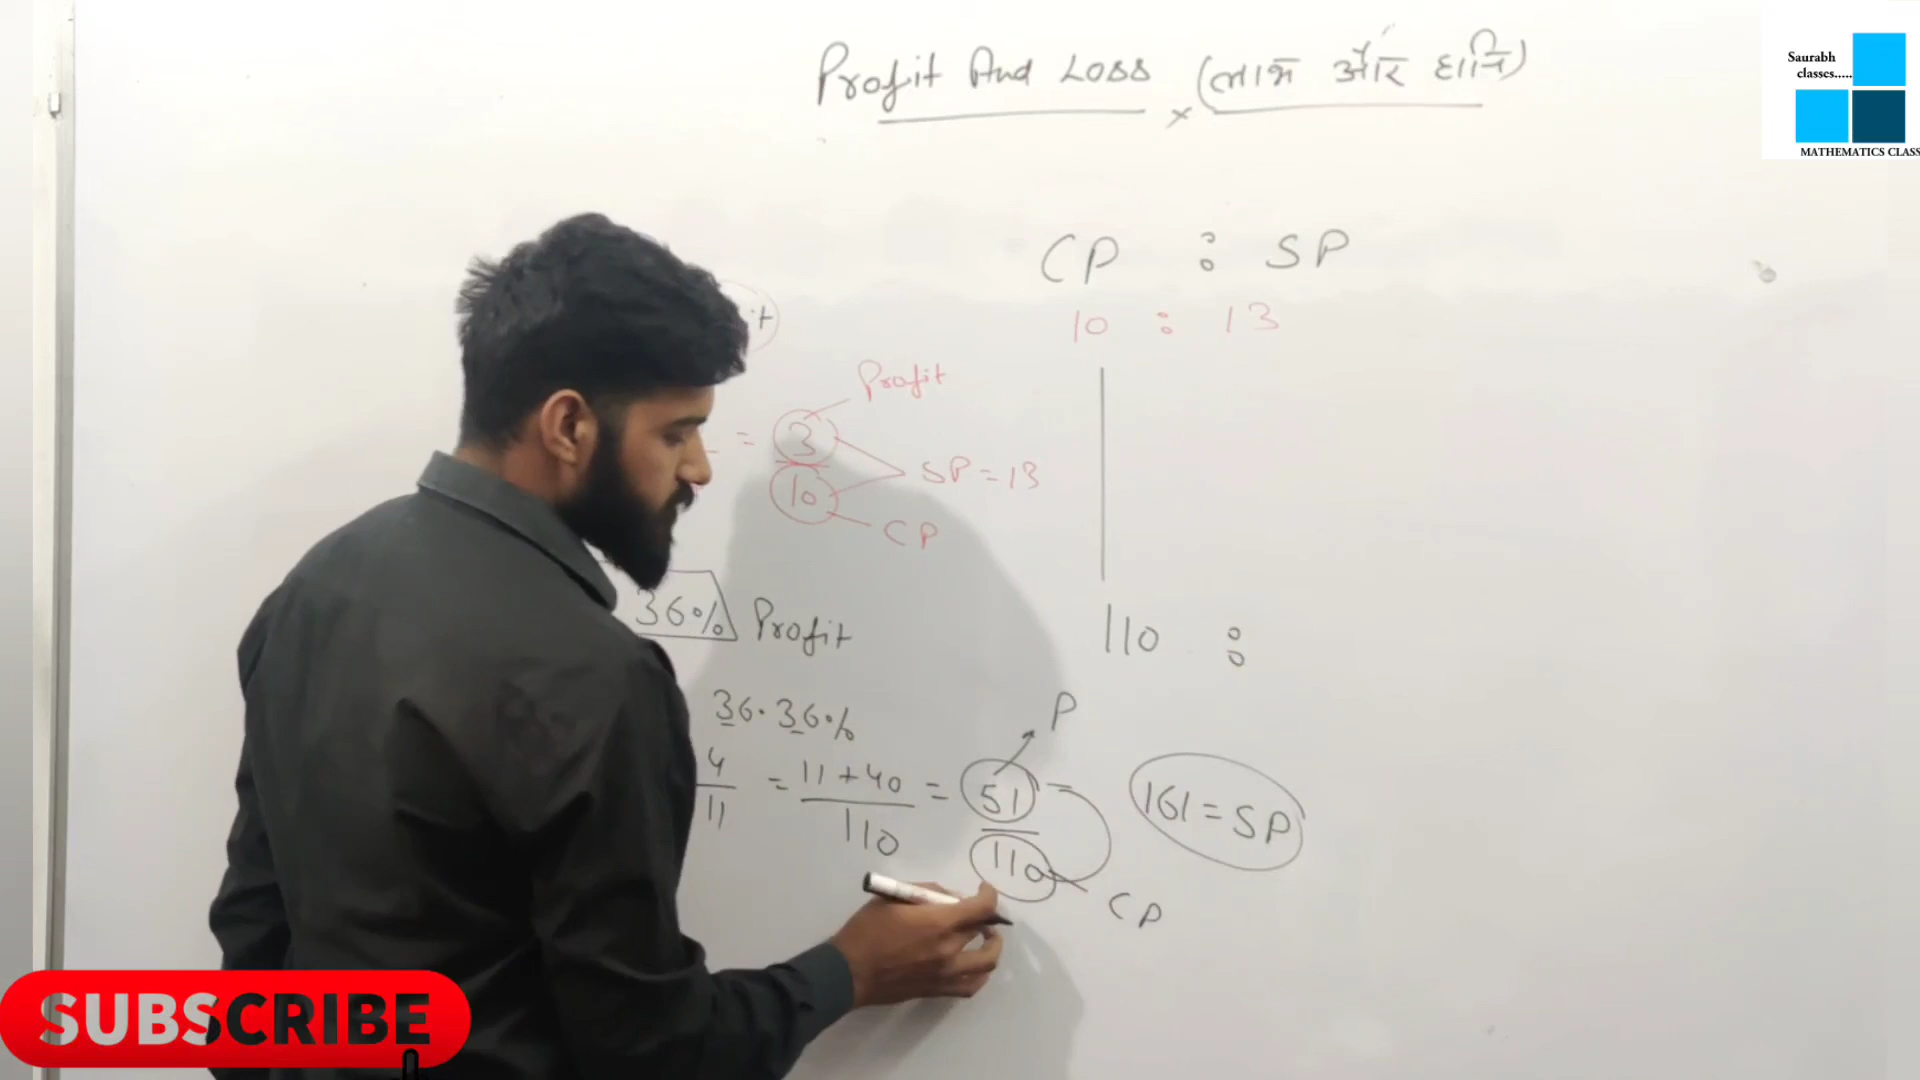 Profit And Loss (लाभ और हानि)
Saurabh
classes.....
MATHEMATICS CLASS
CP : SP
10 : 13
Profit
= 3
10
SP = 13
CP
36% Profit
110 :
36.36%
P
4/11 = 11+40/110 = 51/110 =
161 = SP
CP
SUBSCRIBE